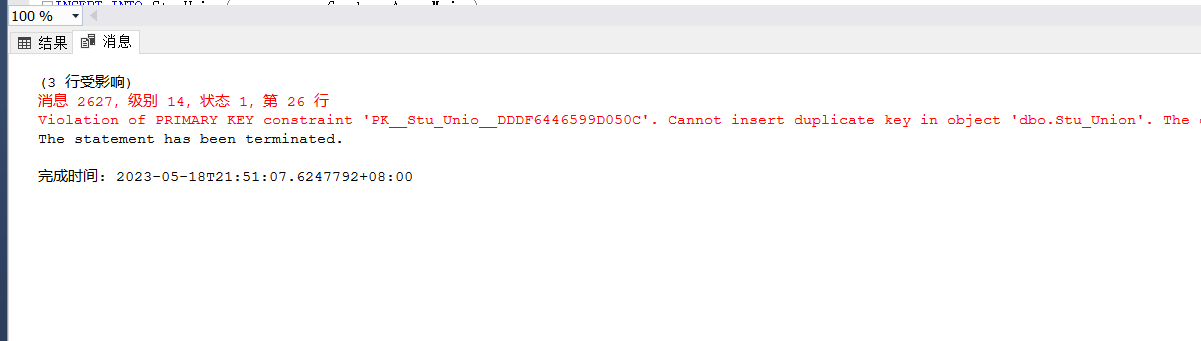 INSERT INTO
100 %
结果 消息
(3 行受影响)
消息 2627, 级别 14, 状态 1, 第 26 行
Violation of PRIMARY KEY constraint 'PK__Stu_Unio__DDDF6446599D050C'. Cannot insert duplicate key in object 'dbo.Stu_Union'. The
The statement has been terminated.
完成时间: 2023-05-18T21:51:07.6247792+08:00